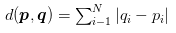 d(𝒑, 𝒒) = ∑_{i−1}^{N} |q_i − p_i|